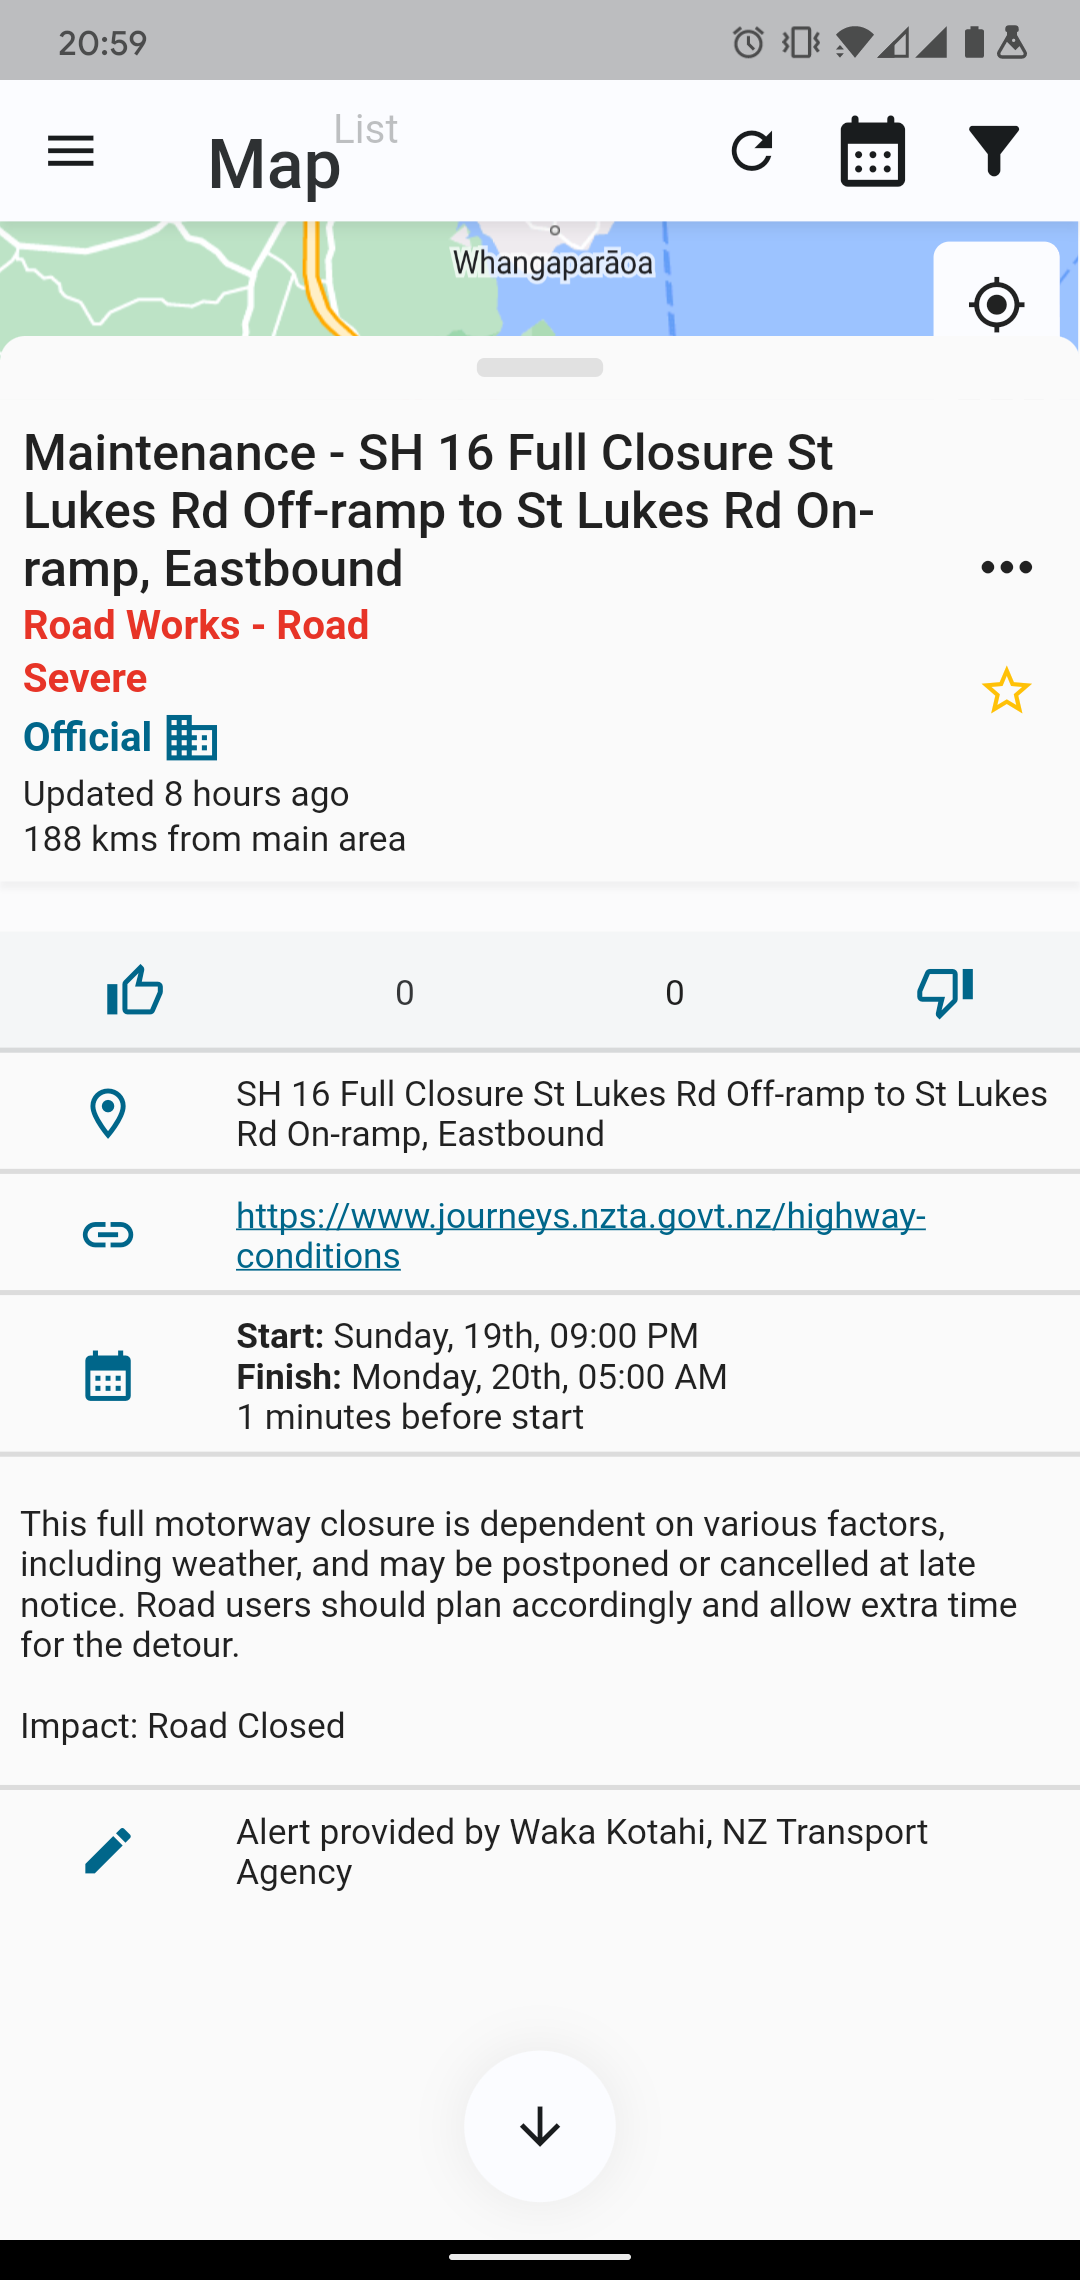 20:59
Map
List
Whangaparāoa
Maintenance - SH 16 Full Closure St
Lukes Rd Off-ramp to St Lukes Rd On-
ramp, Eastbound
Road Works - Road
Severe
Official
Updated 8 hours ago
188 kms from main area
0
0
SH 16 Full Closure St Lukes Rd Off-ramp to St Lukes
Rd On-ramp, Eastbound
https://www.journeys.nzta.govt.nz/highway-
conditions
Start: Sunday, 19th, 09:00 PM
Finish: Monday, 20th, 05:00 AM
1 minutes before start
This full motorway closure is dependent on various factors,
including weather, and may be postponed or cancelled at late
notice. Road users should plan accordingly and allow extra time
for the detour.
Impact: Road Closed
Alert provided by Waka Kotahi, NZ Transport
Agency